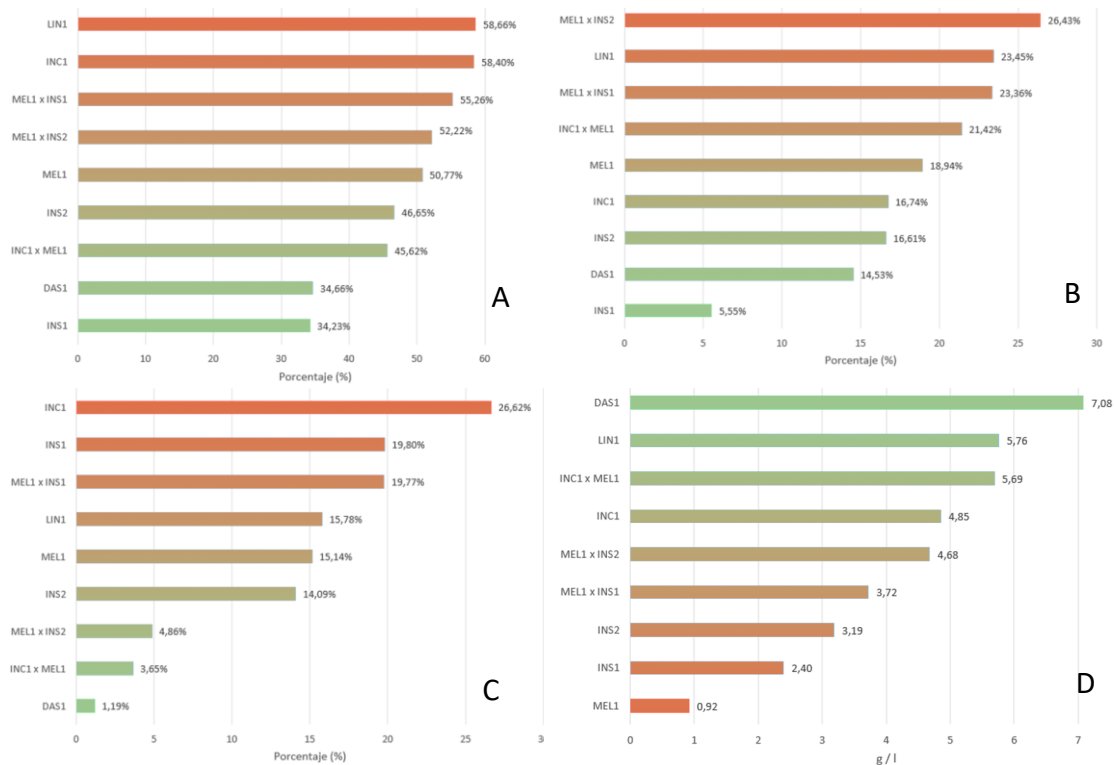 LIN1 58,66%
INC1 58,40%
MEL1 x INS1 55,26%
MEL1 x INS2 52,22%
MEL1 50,77%
INS2 46,65%
INC1 x MEL1 45,62%
DAS1 34,66%
INS1 34,23%
A
0 10 20 30 40 50 60
Porcentaje (%)
MEL1 x INS2 26,43%
LIN1 23,45%
MEL1 x INS1 23,36%
INC1 x MEL1 21,42%
MEL1 18,94%
INC1 16,74%
INS2 16,61%
DAS1 14,53%
INS1 5,55%
B
0 5 10 15 20 25 30
Porcentaje (%)
INC1 26,62%
INS1 19,80%
MEL1 x INS1 19,77%
LIN1 15,78%
MEL1 15,14%
INS2 14,09%
MEL1 x INS2 4,86%
INC1 x MEL1 3,65%
DAS1 1,19%
C
0 5 10 15 20 25
Porcentaje (%)
DAS1 7,08
LIN1 5,76
INC1 x MEL1 5,69
INC1 4,85
MEL1 x INS2 4,68
MEL1 x INS1 3,72
INS2 3,19
INS1 2,40
MEL1 0,92
D
0 1 2 3 4 5 6 7
g / l